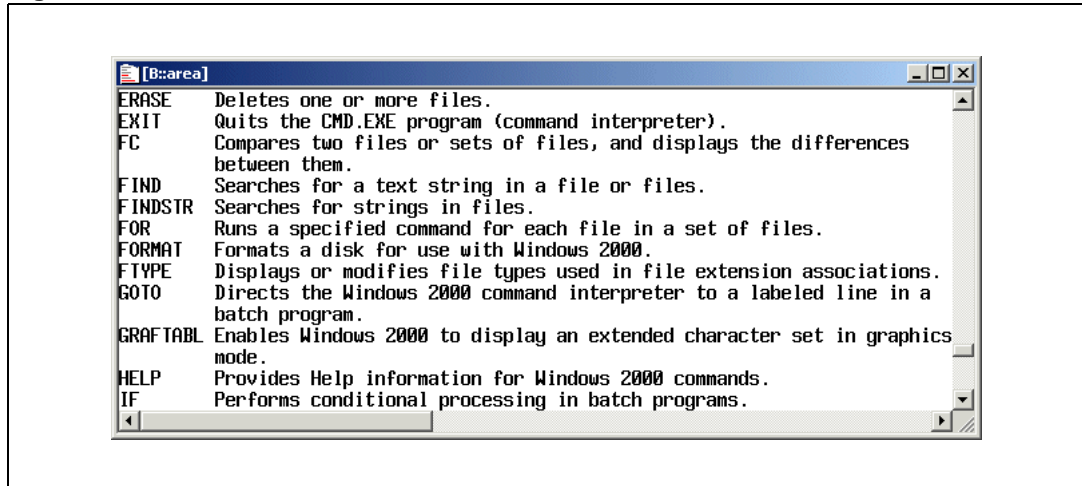 [B::area]
ERASE Deletes one or more files.
EXIT Quits the CMD.EXE program (command interpreter).
FC Compares two files or sets of files, and displays the differences
between them.
FIND Searches for a text string in a file or files.
FINDSTR Searches for strings in files.
FOR Runs a specified command for each file in a set of files.
FORMAT Formats a disk for use with Windows 2000.
FTYPE Displays or modifies file types used in file extension associations.
GOTO Directs the Windows 2000 command interpreter to a labeled line in a
batch program.
GRAFTABL Enables Windows 2000 to display an extended character set in graphics
mode.
HELP Provides Help information for Windows 2000 commands.
IF Performs conditional processing in batch programs.